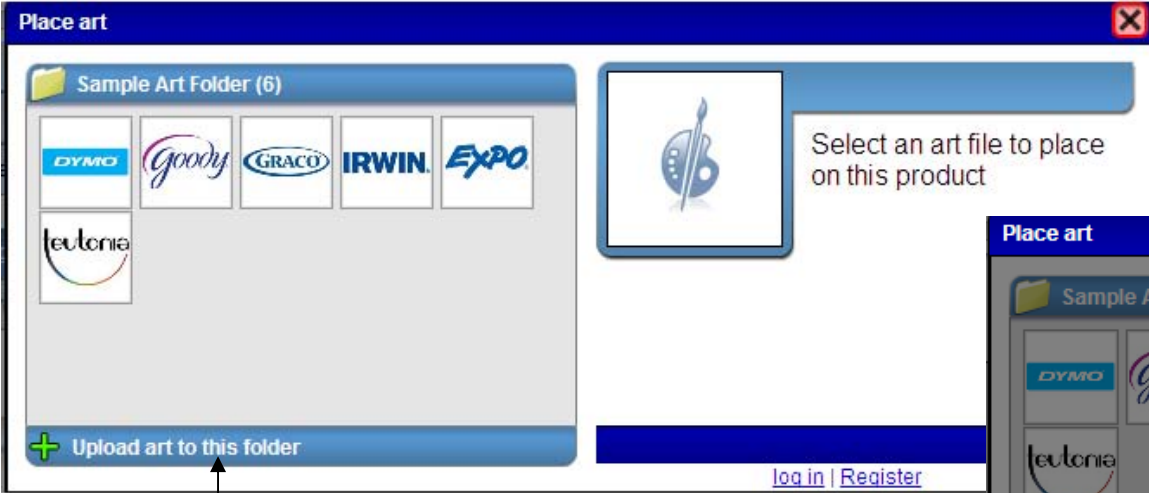 Place art
Sample Art Folder (6)
DYMO Goody GRACO IRWIN. EXPO.
teutonia
Upload art to this folder
Select an art file to place
on this product
log in | Register
Place art
Sample A
DYMO
teutonia